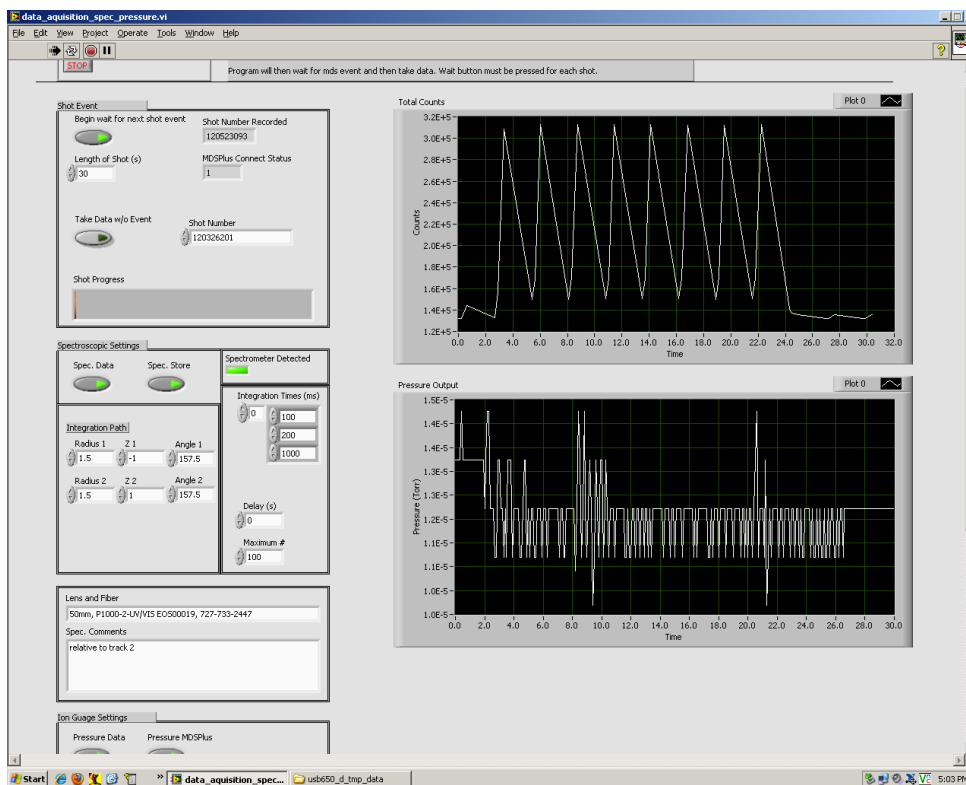 data_aquisition_spec_pressure.vi
File Edit View Project Operate Tools Window Help
STOP
Program will then wait for mds event and then take data. Wait button must be pressed for each shot.
Shot Event
Begin wait for next shot event
Shot Number Recorded
120523093
Length of Shot (s)
30
MDSPlus Connect Status
1
Take Data w/o Event
Shot Number
120326201
Shot Progress
Spectroscopic Settings
Spec. Data
Spec. Store
Spectrometer Detected
Integration Times (ms)
0
100
200
1000
Integration Path
Radius 1
Z 1
Angle 1
1.5
-1
157.5
Radius 2
Z 2
Angle 2
1.5
1
157.5
Delay (s)
0
Maximum #
100
Lens and Fiber
50mm, P1000-2-UV/VIS EOS00019, 727-733-2447
Spec. Comments
relative to track 2
Ion Guage Settings
Pressure Data
Pressure MDSPlus
Total Counts
Plot 0
3.2E+5
3.0E+5
2.8E+5
2.6E+5
2.4E+5
2.2E+5
2.0E+5
1.8E+5
1.6E+5
1.4E+5
1.2E+5
Counts
0.0 2.0 4.0 6.0 8.0 10.0 12.0 14.0 16.0 18.0 20.0 22.0 24.0 26.0 28.0 30.0 32.0
Time
Pressure Output
Plot 0
1.5E-5
1.4E-5
1.4E-5
1.3E-5
1.3E-5
1.2E-5
1.1E-5
1.1E-5
1.0E-5
1.0E-5
Pressure (Torr)
0.0 2.0 4.0 6.0 8.0 10.0 12.0 14.0 16.0 18.0 20.0 22.0 24.0 26.0 28.0 30.0
Time
Start
data_aquisition_spec...
usb650_d_tmp_data
5:03 PM